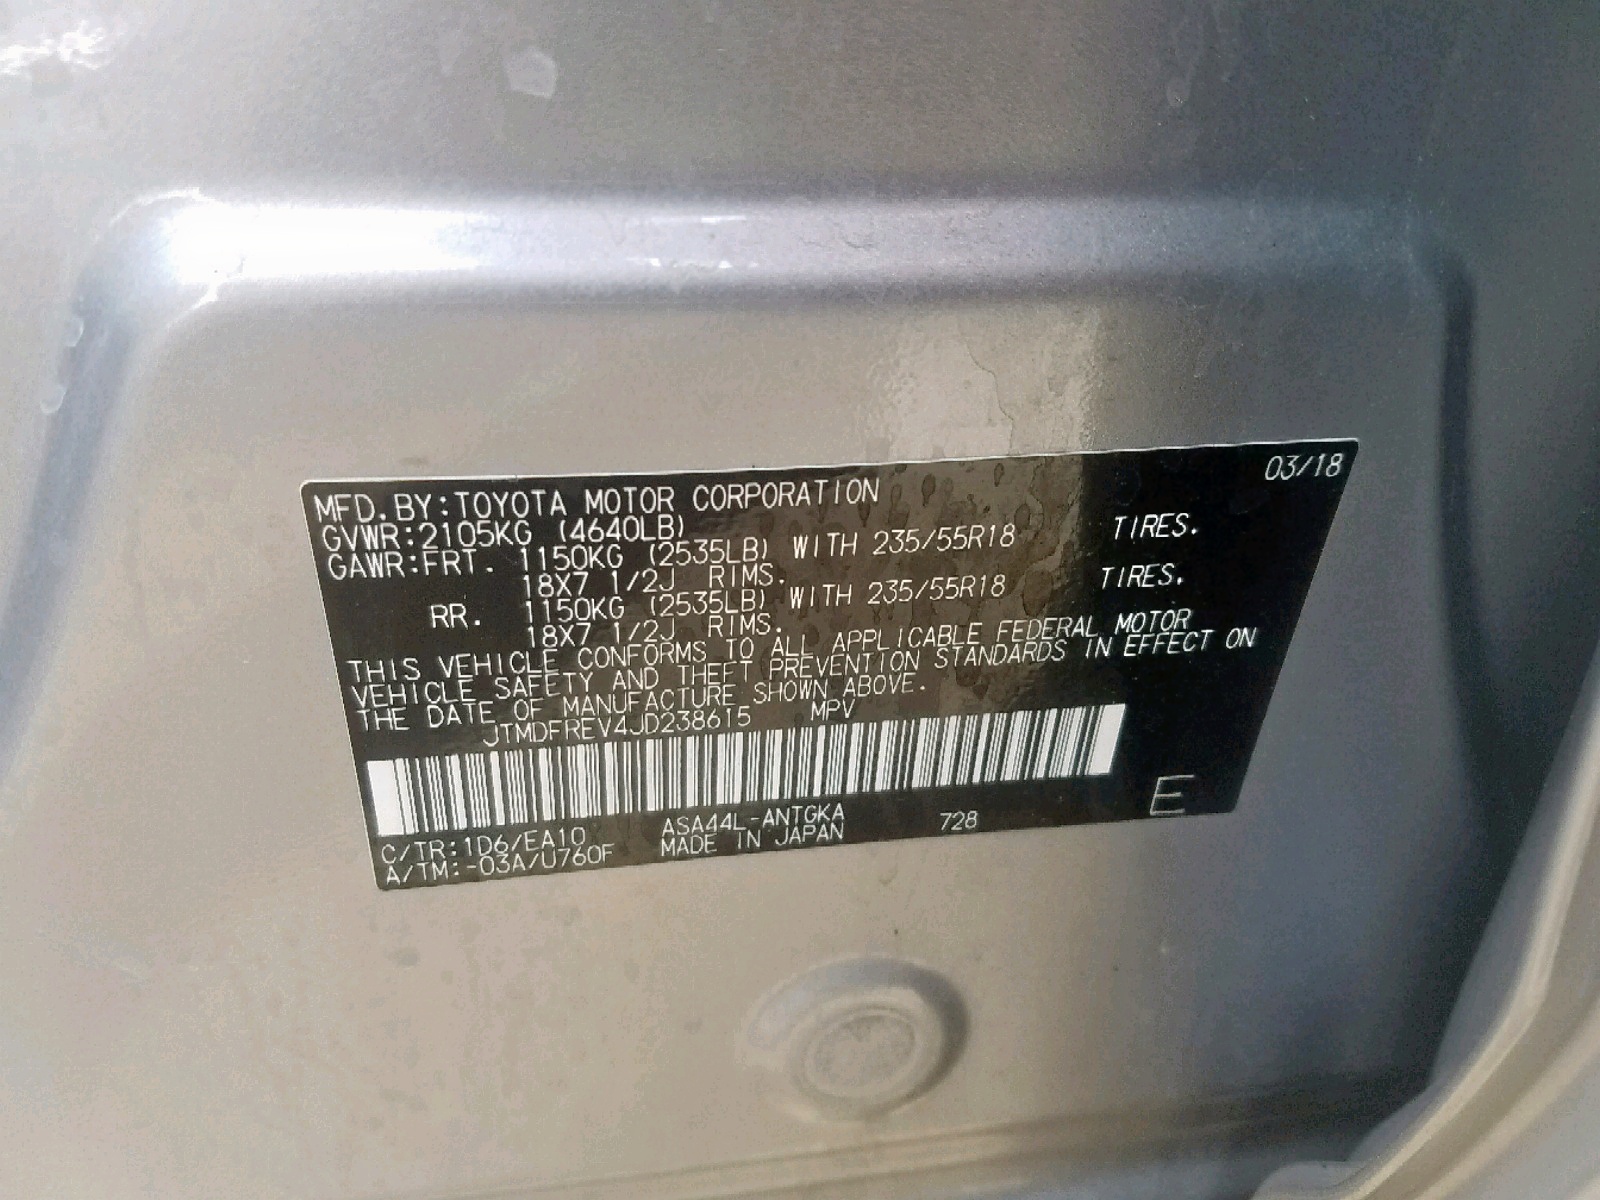 MFD. BY: TOYOTA MOTOR CORPORATION 03/18
GVWR: 2105KG (4640LB)
GAWR: FRT. 1150KG (2535LB) WITH 235/55R18 TIRES.
18X7 1/2J RIMS.
RR. 1150KG (2535LB) WITH 235/55R18 TIRES.
18X7 1/2J RIMS.
THIS VEHICLE CONFORMS TO ALL APPLICABLE FEDERAL MOTOR
VEHICLE SAFETY AND THEFT PREVENTION STANDARDS IN EFFECT ON
THE DATE OF MANUFACTURE SHOWN ABOVE.
JTMDFREV4JD238615 MPV
C/TR: 1D6/EA10 ASA44L-ANTGKA 728 E
A/TM: -03A/U760F MADE IN JAPAN